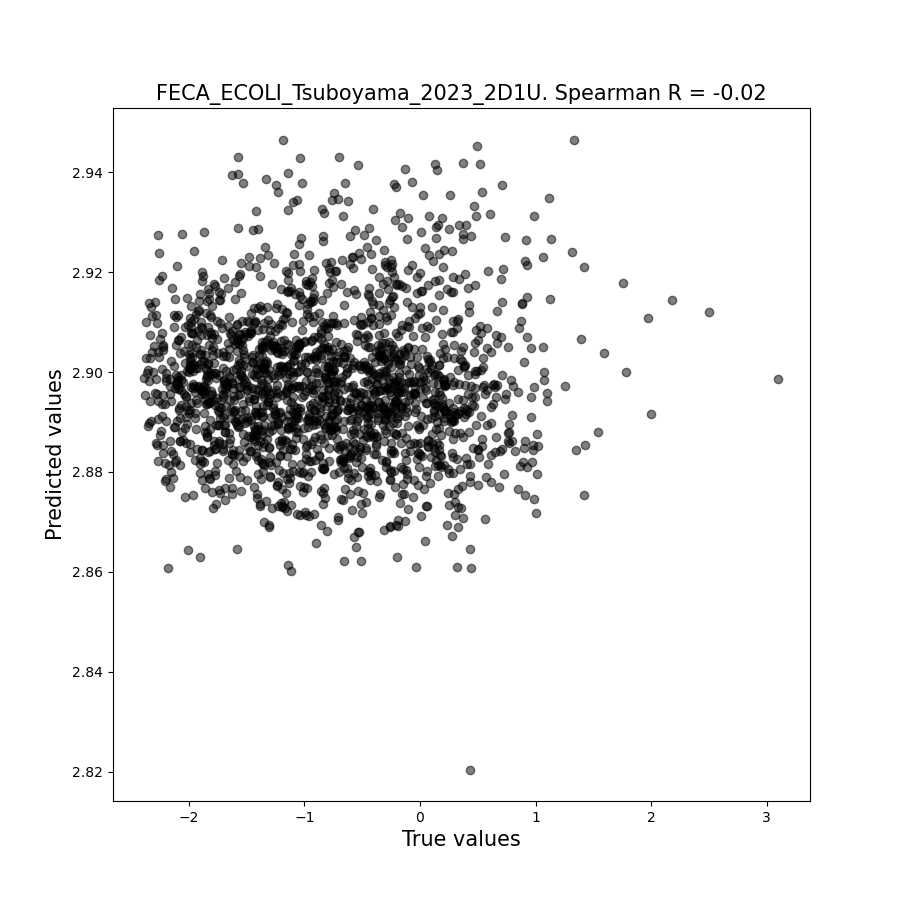 FECA_ECOLI_Tsuboyama_2023_2D1U. Spearman R = -0.02
Predicted values
2.94
2.92
2.90
2.88
2.86
2.84
2.82
−2 −1 0 1 2 3
True values